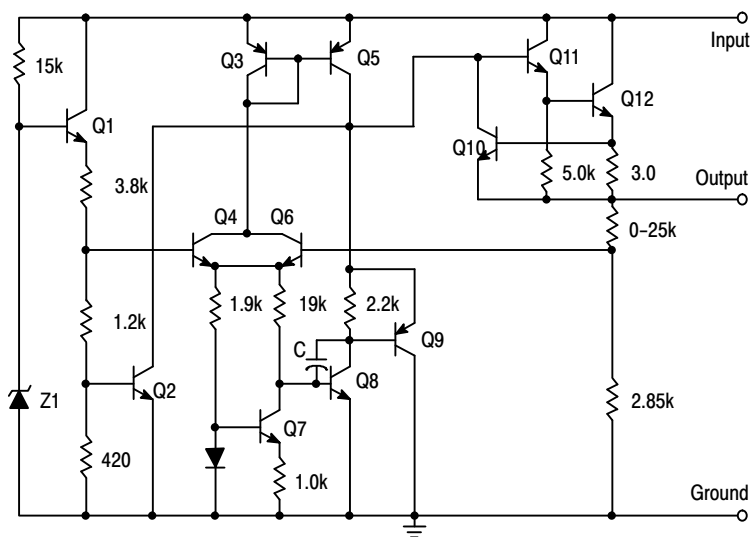 Input
15k
Q3
Q5
Q11
Q12
Q1
Q10
3.8k
5.0k
3.0
Output
Q4
Q6
0–25k
1.9k
19k
2.2k
1.2k
C
Q9
Z1
Q2
Q8
2.85k
Q7
420
1.0k
Ground